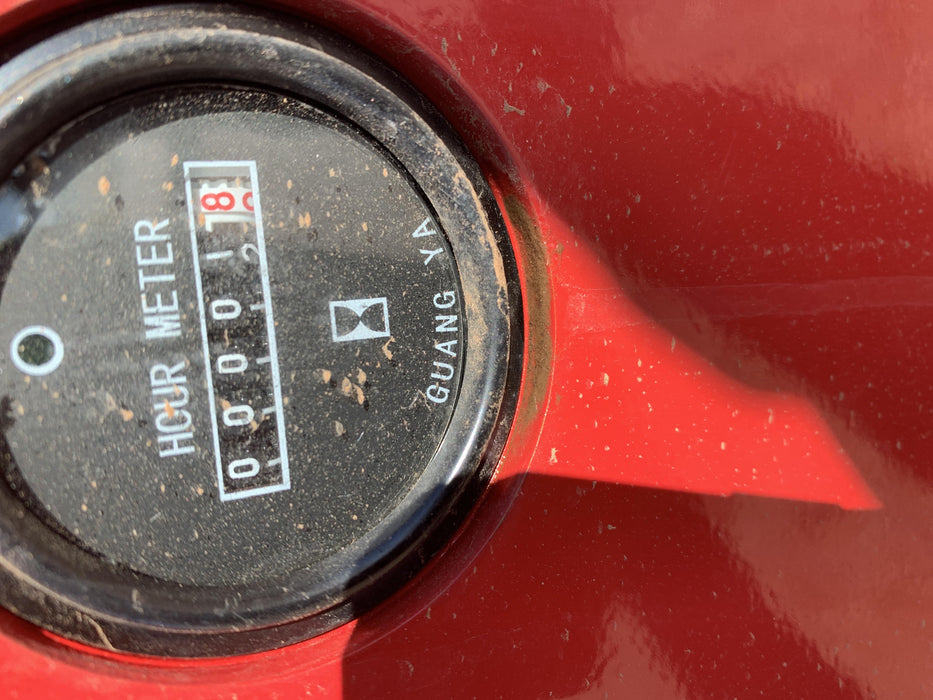 HOUR METER
000018
GUANG YA